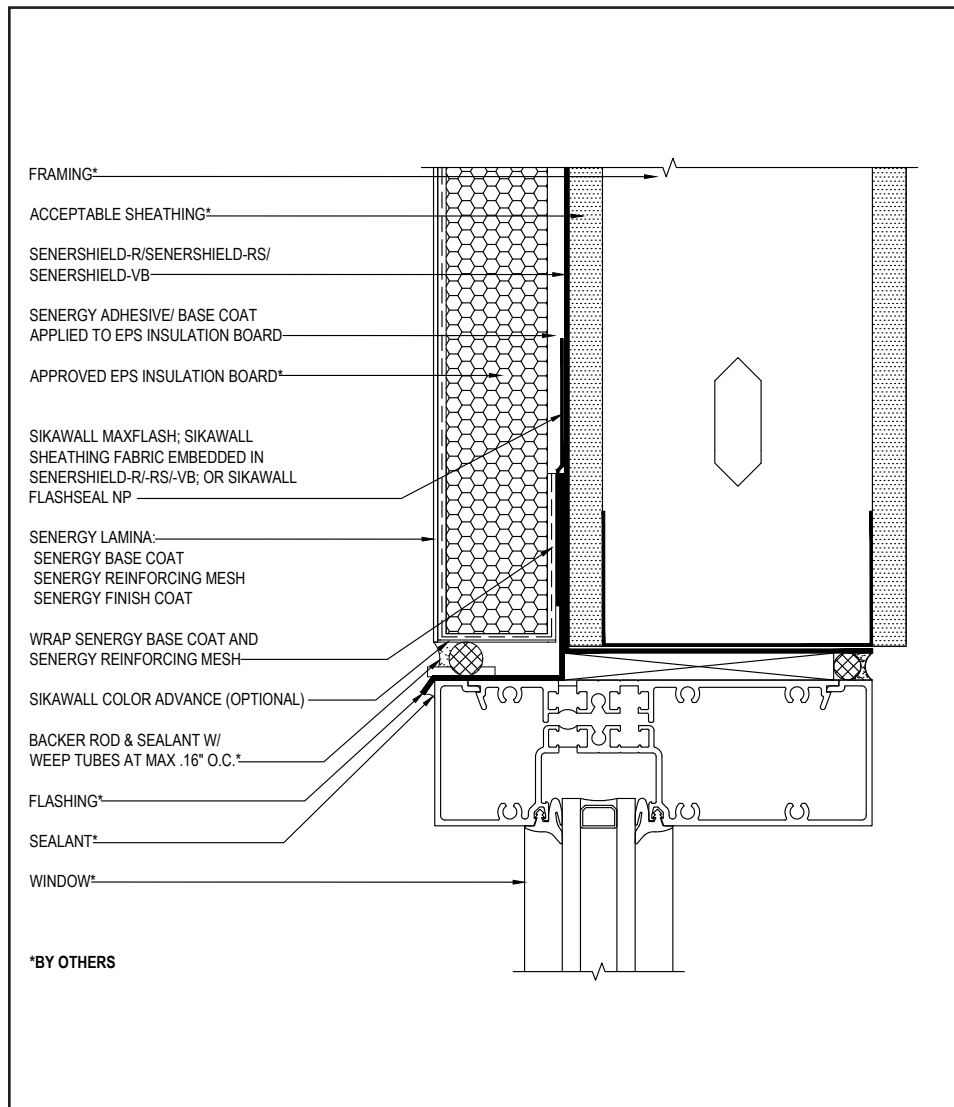 FRAMING*
ACCEPTABLE SHEATHING*
SENERSHIELD-R/SENERSHIELD-RS/
SENERSHIELD-VB
SENERGY ADHESIVE/ BASE COAT
APPLIED TO EPS INSULATION BOARD
APPROVED EPS INSULATION BOARD*
SIKAWALL MAXFLASH; SIKAWALL
SHEATHING FABRIC EMBEDDED IN
SENERSHIELD-R/-RS/-VB; OR SIKAWALL
FLASHSEAL NP
SENERGY LAMINA:
SENERGY BASE COAT
SENERGY REINFORCING MESH
SENERGY FINISH COAT
WRAP SENERGY BASE COAT AND
SENERGY REINFORCING MESH
SIKAWALL COLOR ADVANCE (OPTIONAL)
BACKER ROD & SEALANT W/
WEEP TUBES AT MAX .16" O.C.*
FLASHING*
SEALANT*
WINDOW*
*BY OTHERS